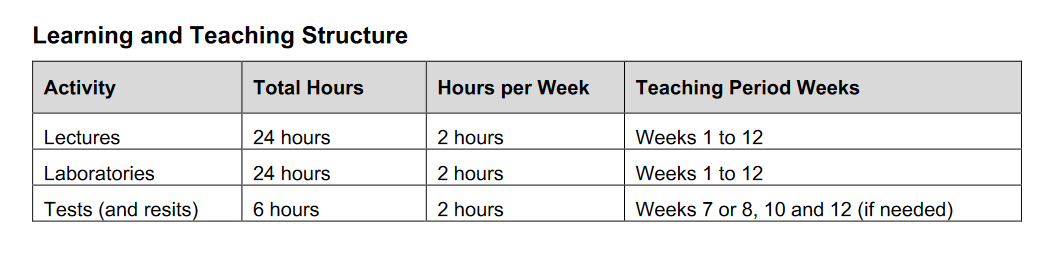 Learning and Teaching Structure
Activity Total Hours Hours per Week Teaching Period Weeks
Lectures 24 hours 2 hours Weeks 1 to 12
Laboratories 24 hours 2 hours Weeks 1 to 12
Tests (and resits) 6 hours 2 hours Weeks 7 or 8, 10 and 12 (if needed)